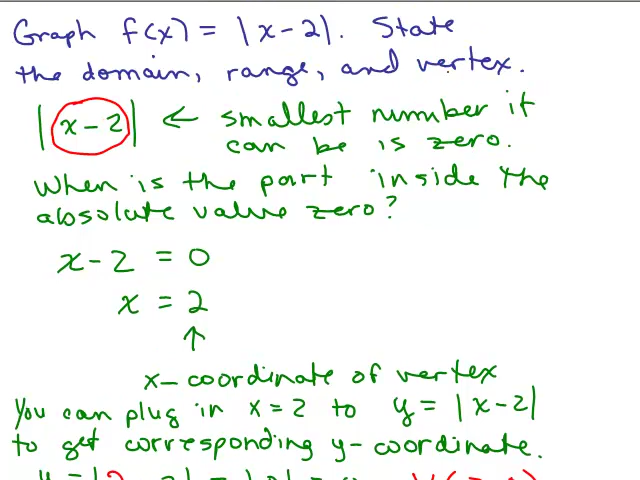 Graph f(x) = |x-2|. State
the domain, range, and vertex.
|x-2| ← smallest number it
can be is zero.
When is the part inside the
absolute value zero?
x-2 = 0
x = 2
↑
x-coordinate of vertex
You can plug in x=2 to y = |x-2|
to get corresponding y-coordinate.